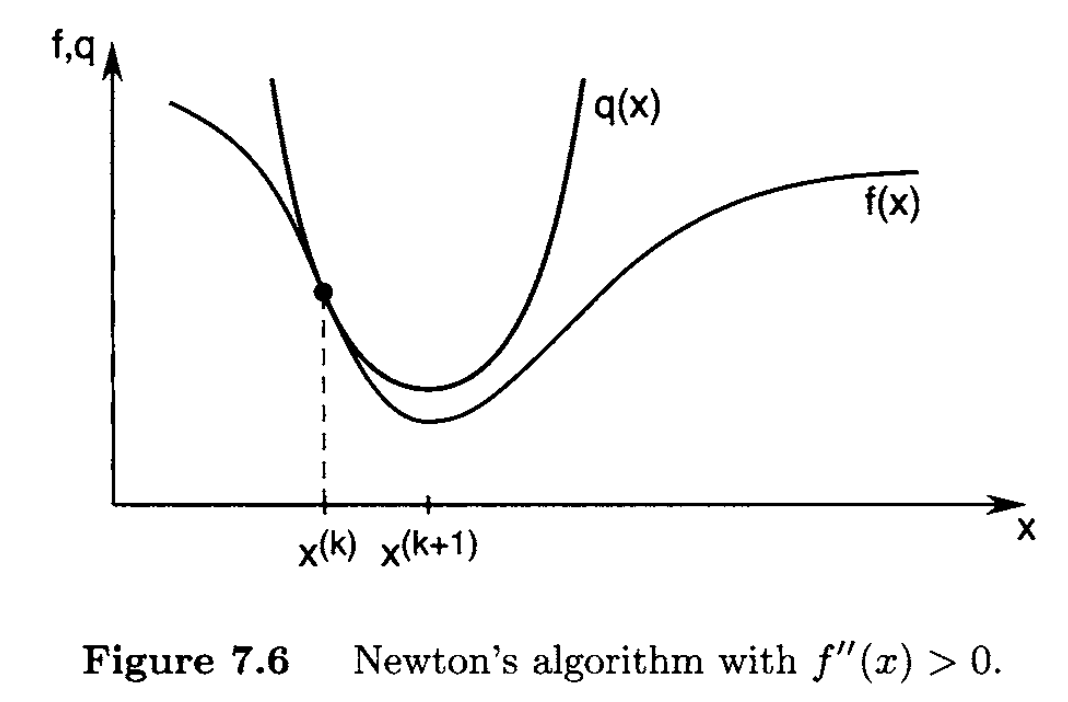 f,q
q(x)
f(x)
x
x^(k) x^(k+1)
Figure 7.6 Newton's algorithm with f″(x) > 0.